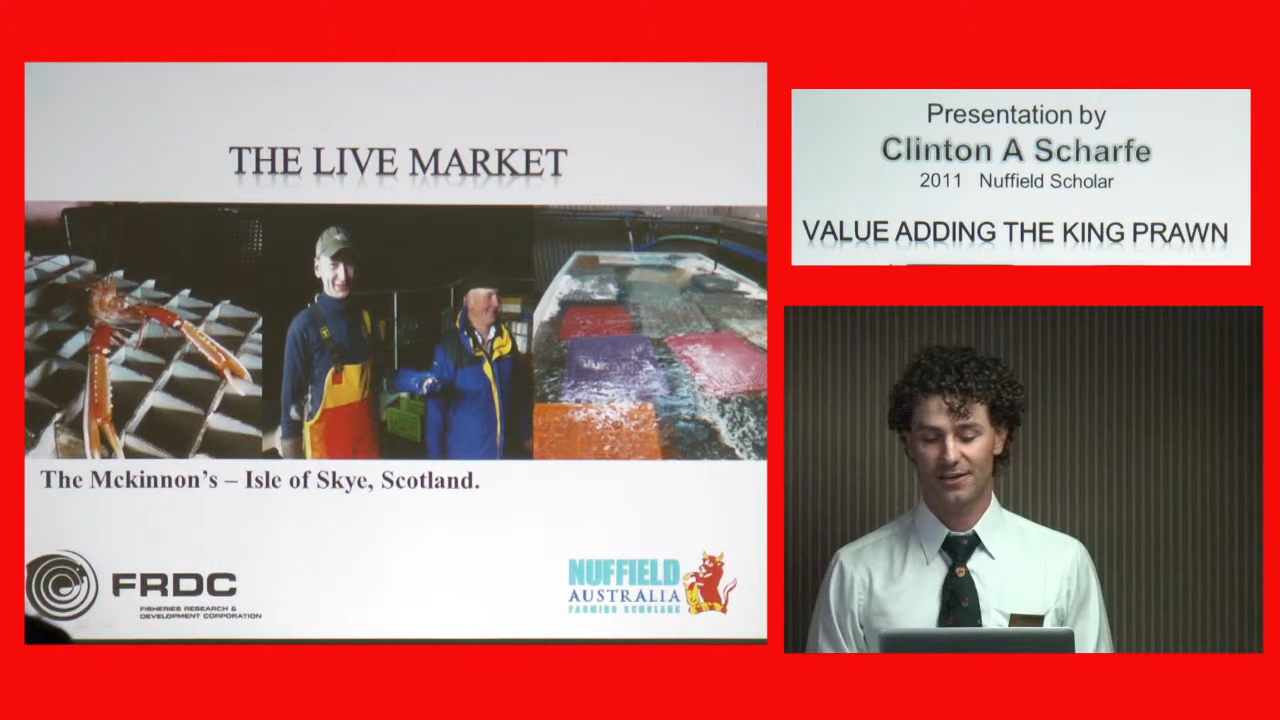 THE LIVE MARKET
The Mckinnon's – Isle of Skye, Scotland.
FRDC
FISHERIES RESEARCH &
DEVELOPMENT CORPORATION
NUFFIELD
AUSTRALIA
FARMING SCHOLARS
Presentation by
Clinton A Scharfe
2011 Nuffield Scholar
VALUE ADDING THE KING PRAWN